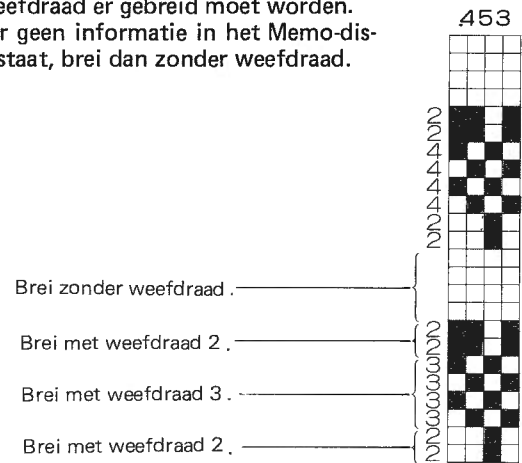 eefdraad er gebreid moet worden.
r geen informatie in het Memo-dis-
staat, brei dan zonder weefdraad.
453
2
2
4
4
4
4
2
2
Brei zonder weefdraad.
Brei met weefdraad 2.
2
2
Brei met weefdraad 3.
3
3
3
3
Brei met weefdraad 2.
2
2